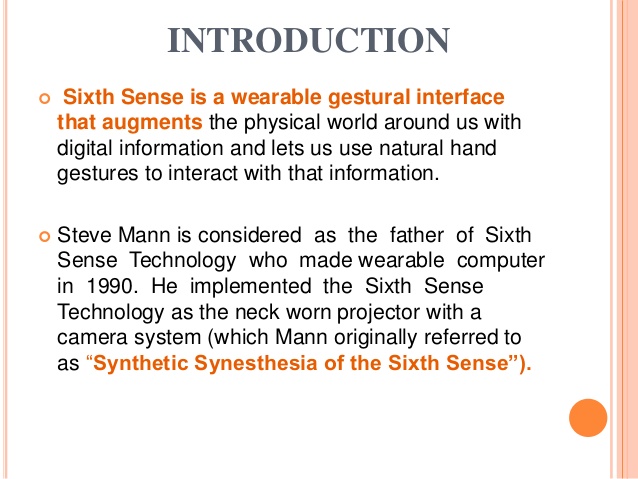 INTRODUCTION
Sixth Sense is a wearable gestural interface
that augments the physical world around us with
digital information and lets us use natural hand
gestures to interact with that information.
Steve Mann is considered as the father of Sixth
Sense Technology who made wearable computer
in 1990. He implemented the Sixth Sense
Technology as the neck worn projector with a
camera system (which Mann originally referred to
as “Synthetic Synesthesia of the Sixth Sense”).